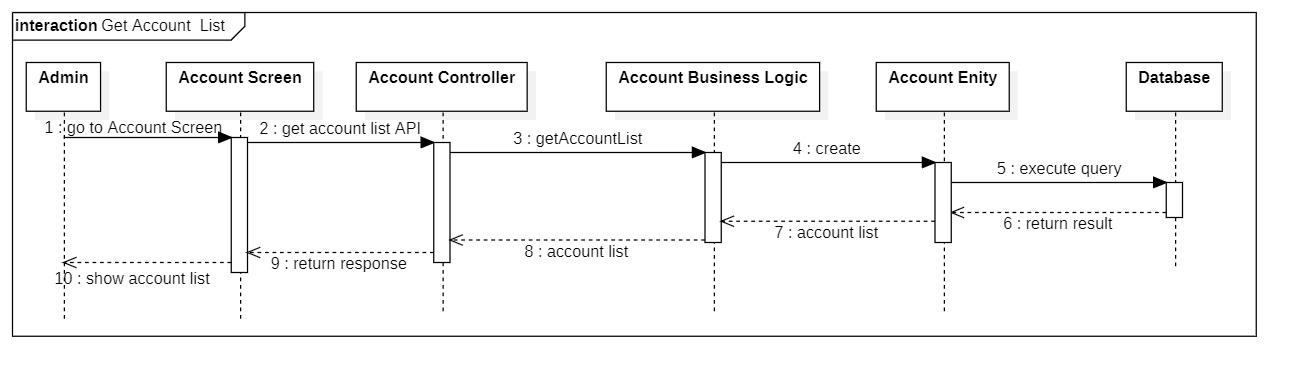 interaction Get Account List
Admin
Account Screen
Account Controller
Account Business Logic
Account Enity
Database
1 : go to Account Screen
2 : get account list API
3 : getAccountList
4 : create
5 : execute query
6 : return result
7 : account list
8 : account list
9 : return response
10 : show account list